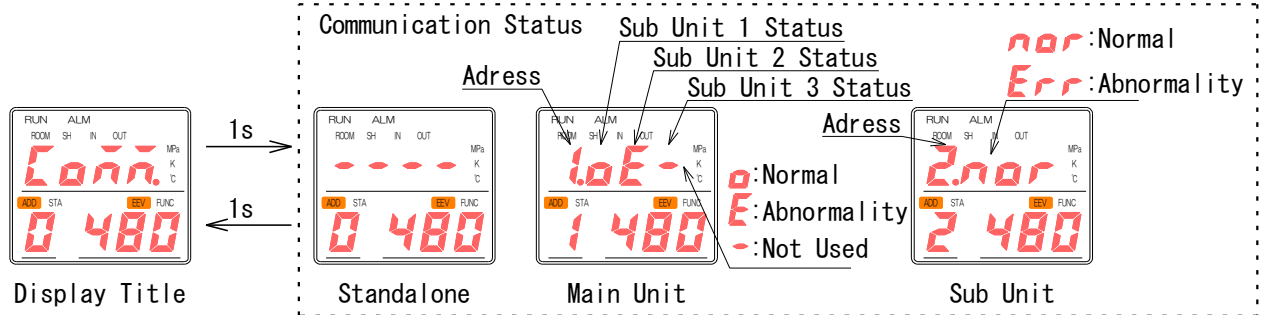 Communication Status
Sub Unit 1 Status
Sub Unit 2 Status
Sub Unit 3 Status
Adress
nor:Normal
Err:Abnormality
Adress
1s
1s
RUN ALM
ROOM SH IN OUT
MPa
K
℃
Conn.
ADD STA EEV FUNC
0 480
Display Title
RUN ALM
ROOM SH IN OUT
MPa
K
℃
- - - -
ADD STA EEV FUNC
0 480
Standalone
RUN ALM
ROOM SH IN OUT
MPa
K
℃
1.oE-
ADD STA EEV FUNC
1 480
Main Unit
o:Normal
E:Abnormality
-:Not Used
RUN ALM
ROOM SH IN OUT
MPa
K
℃
2.nor
ADD STA EEV FUNC
2 480
Sub Unit